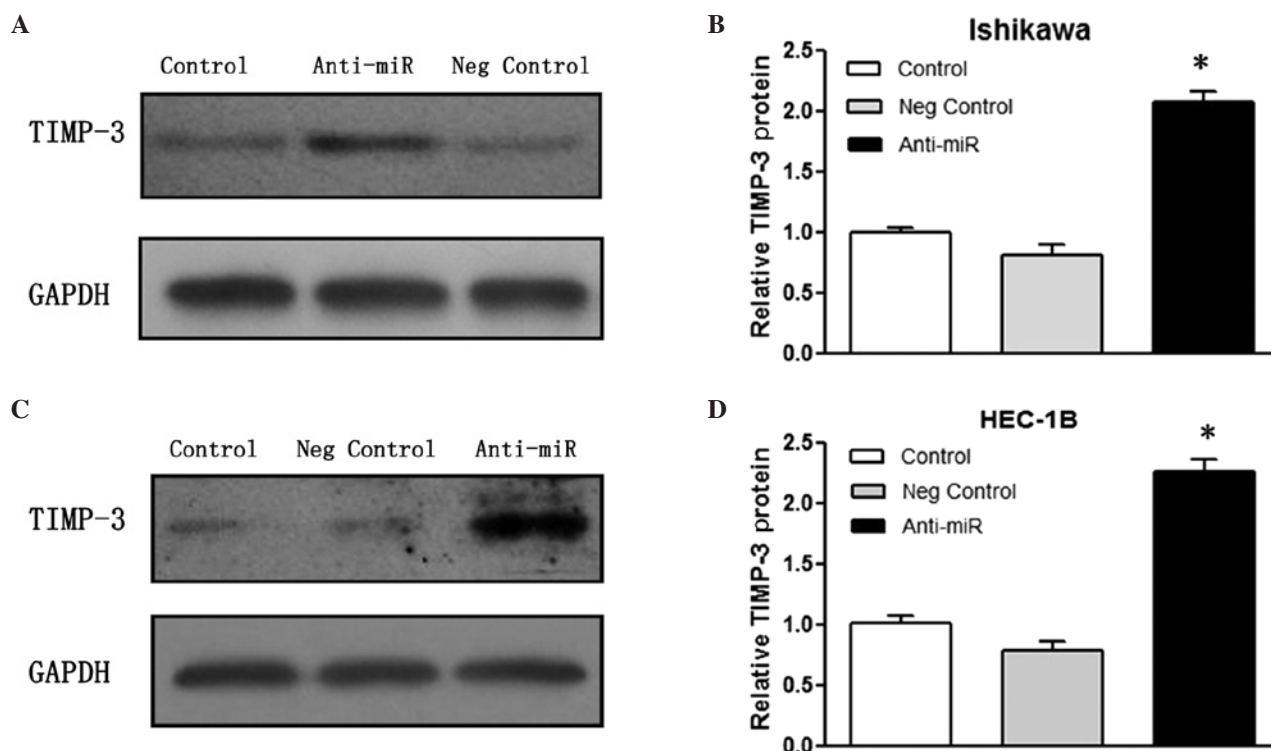 A
Control Anti-miR Neg Control
TIMP-3
GAPDH
B
Ishikawa
Relative TIMP-3 protein
2.5
2.0
1.5
1.0
0.5
0.0
Control
Neg Control
Anti-miR
*
C
Control Neg Control Anti-miR
TIMP-3
GAPDH
D
HEC-1B
Relative TIMP-3 protein
2.5
2.0
1.5
1.0
0.5
0.0
Control
Neg Control
Anti-miR
*